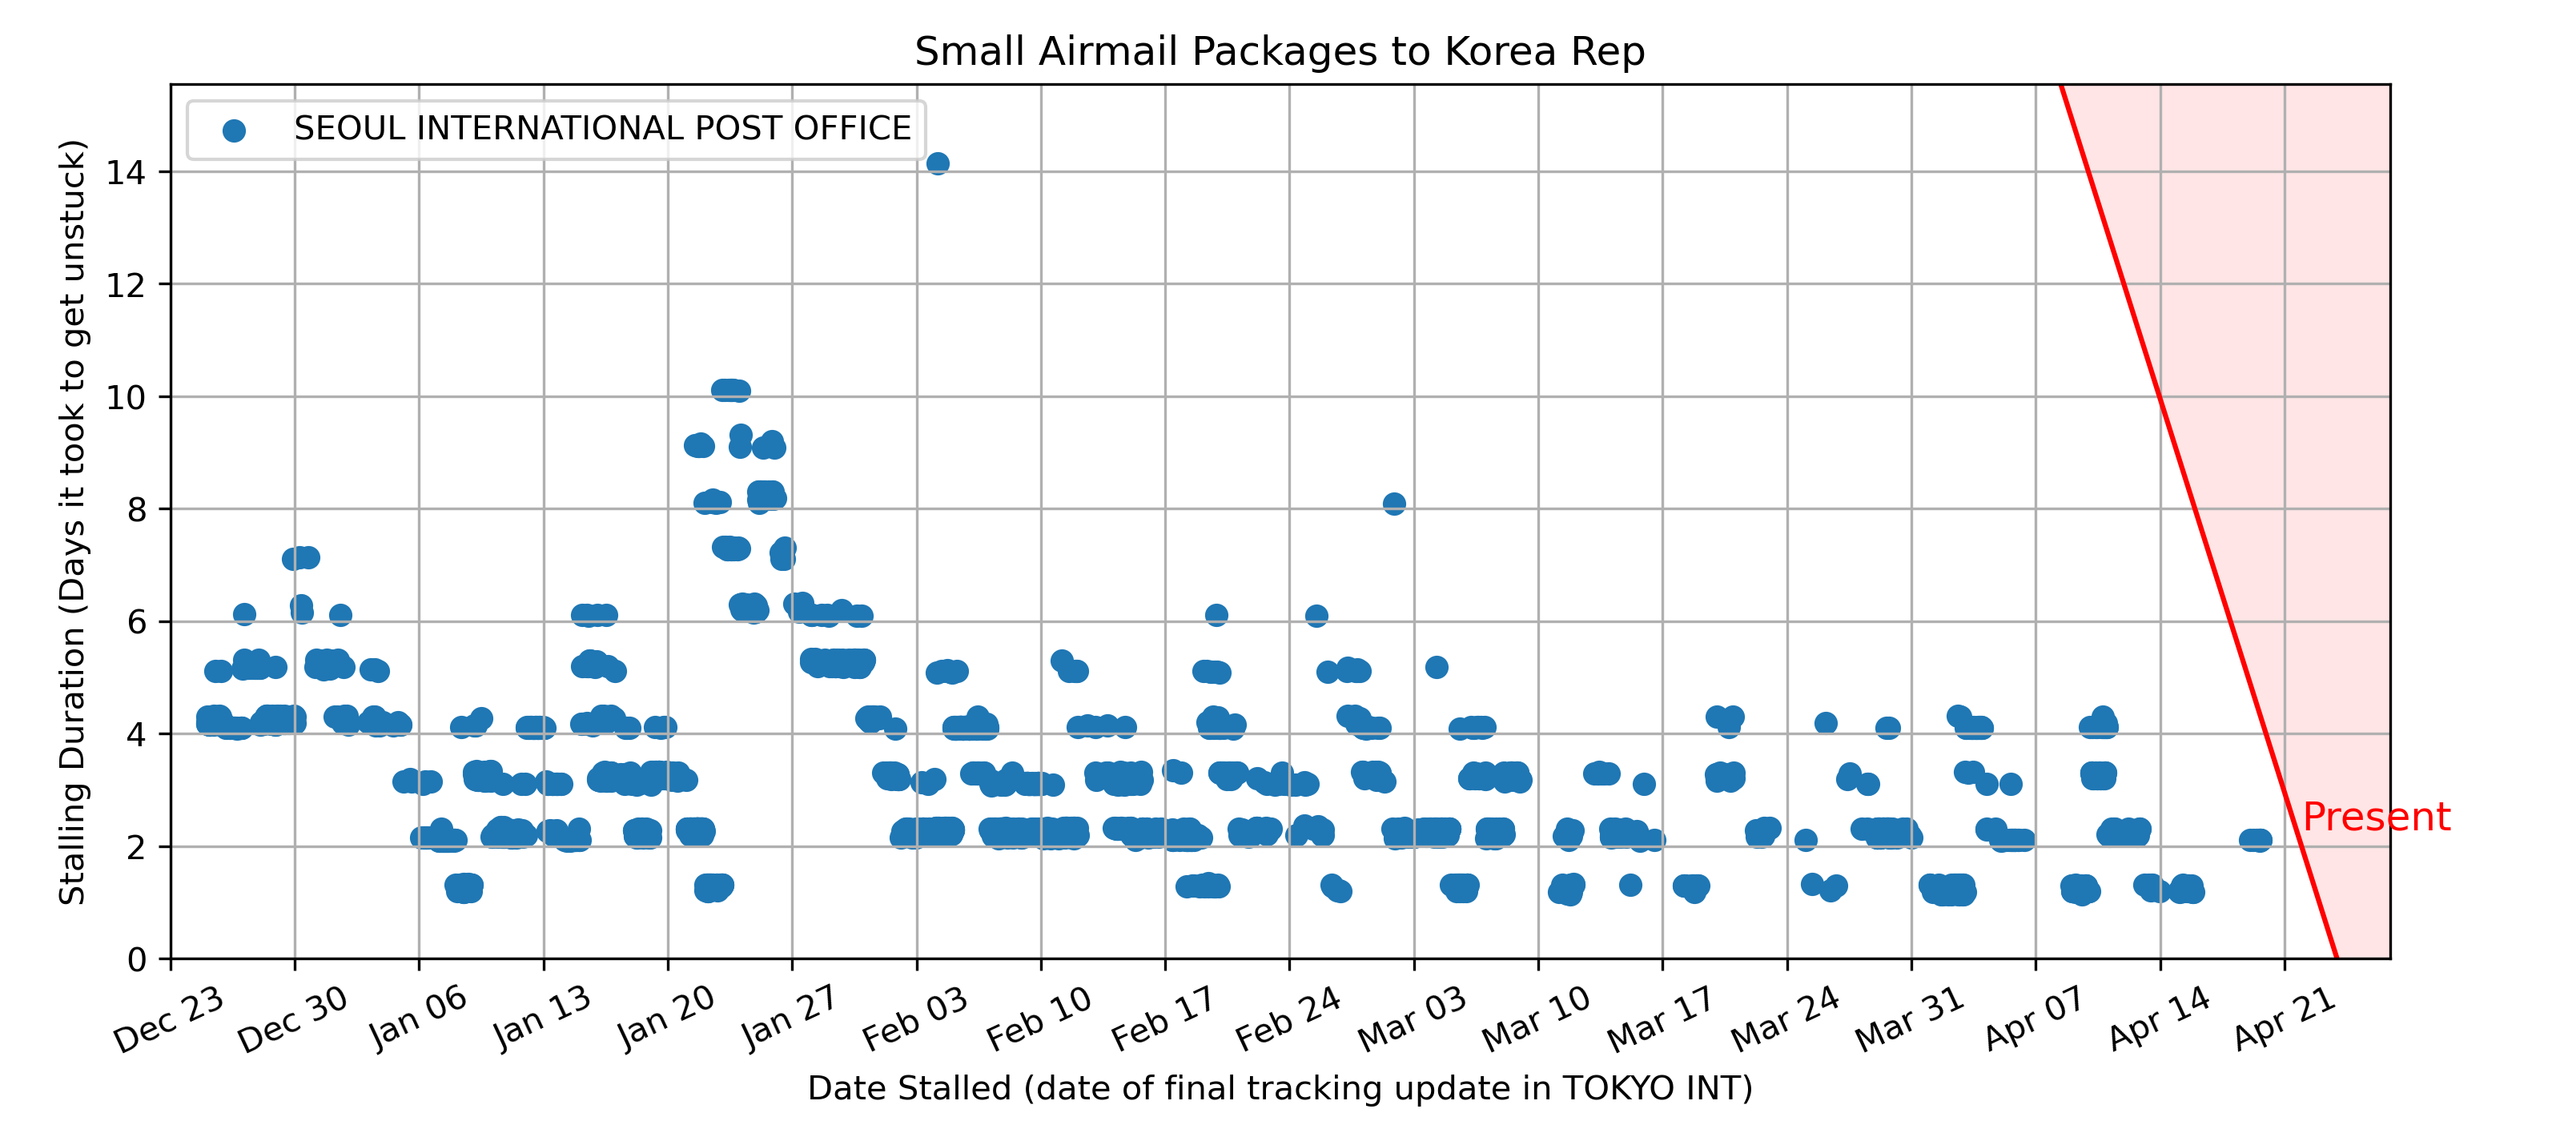 Small Airmail Packages to Korea Rep
SEOUL INTERNATIONAL POST OFFICE
Stalling Duration (Days it took to get unstuck)
14
12
10
8
6
4
2
0
Present
Dec 23
Dec 30
Jan 06
Jan 13
Jan 20
Jan 27
Feb 03
Feb 10
Feb 17
Feb 24
Mar 03
Mar 10
Mar 17
Mar 24
Mar 31
Apr 07
Apr 14
Apr 21
Date Stalled (date of final tracking update in TOKYO INT)